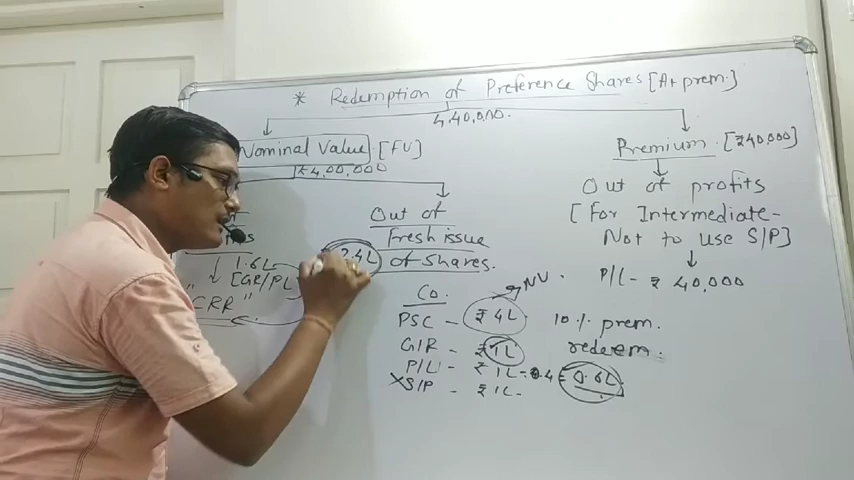 * Redemption of Preference Shares [At prem.]
4,40,000.
Nominal Value [FV]
₹4,00,000
Premium [₹40,000]
Out of profits
[For Intermediate-
Not to use S/P]
P/L - ₹ 40,000
Out of
Fresh issue
of shares.
2.4L
1.6L
[GR/PL
"CRR"
Co.
NV.
PSC - ₹ 4L
10% prem.
redeem.
G/R - ₹ 1L
P/L - ₹ 1L - 0.4 = 0.6L
XS/P - ₹ 1L -